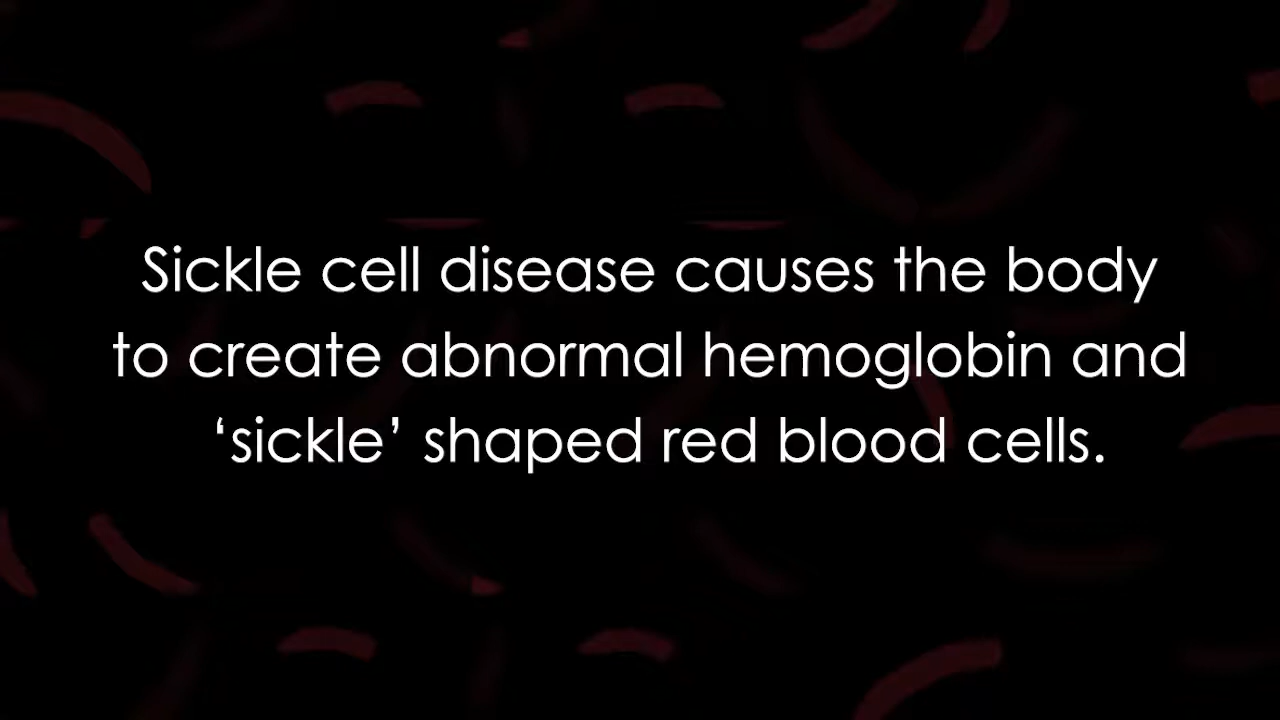 Sickle cell disease causes the body
to create abnormal hemoglobin and
‘sickle’ shaped red blood cells.